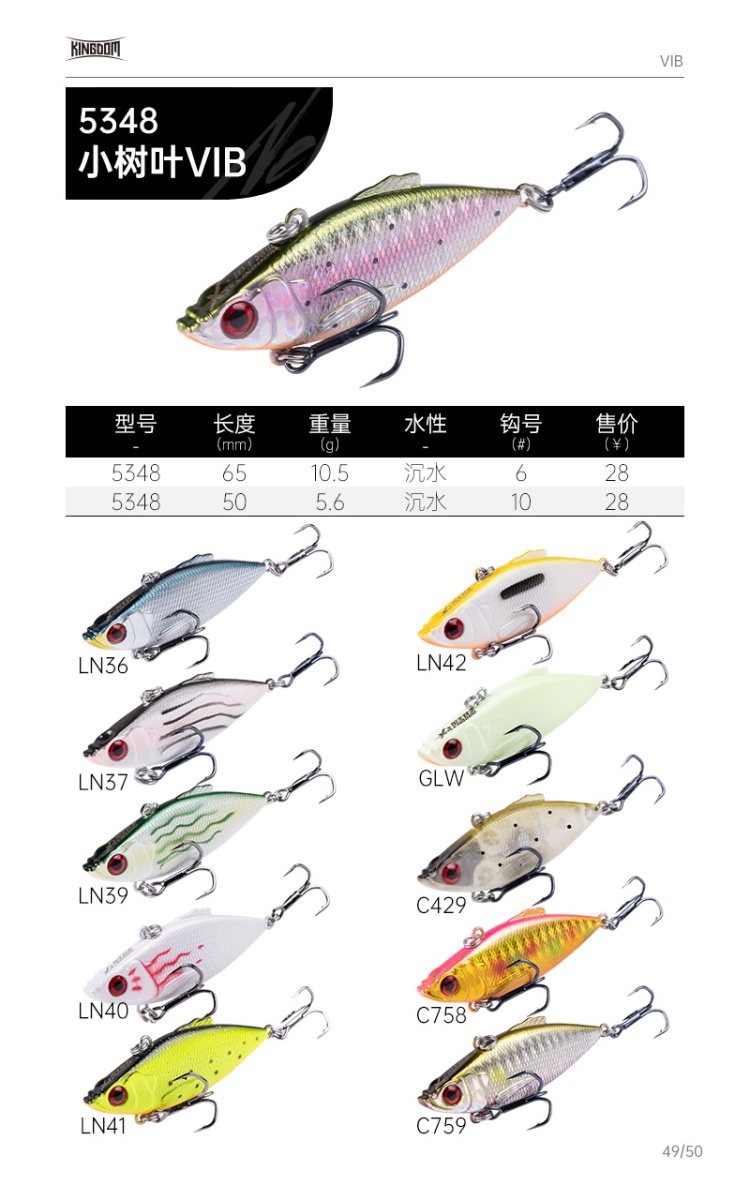 KINGDOM
VIB
5348
小树叶VIB
型号 长度 重量 水性 钩号 售价
- (mm) (g) - (#) (¥)
5348 65 10.5 沉水 6 28
5348 50 5.6 沉水 10 28
LN36 LN42
LN37 GLW
LN39 C429
LN40 C758
LN41 C759
49/50